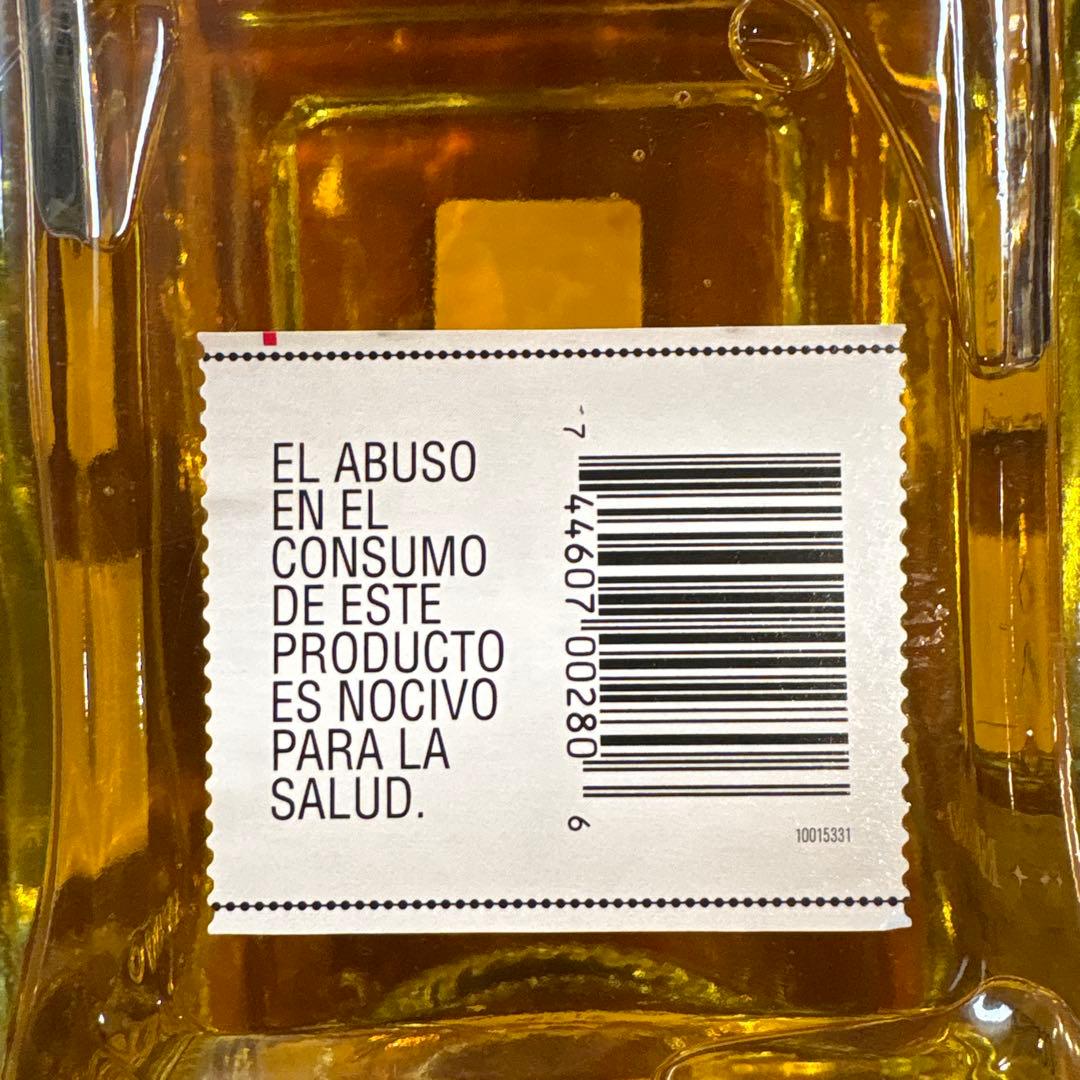 EL ABUSO
EN EL
CONSUMO
DE ESTE
PRODUCTO
ES NOCIVO
PARA LA
SALUD.
7 44607 00280 6
10015331